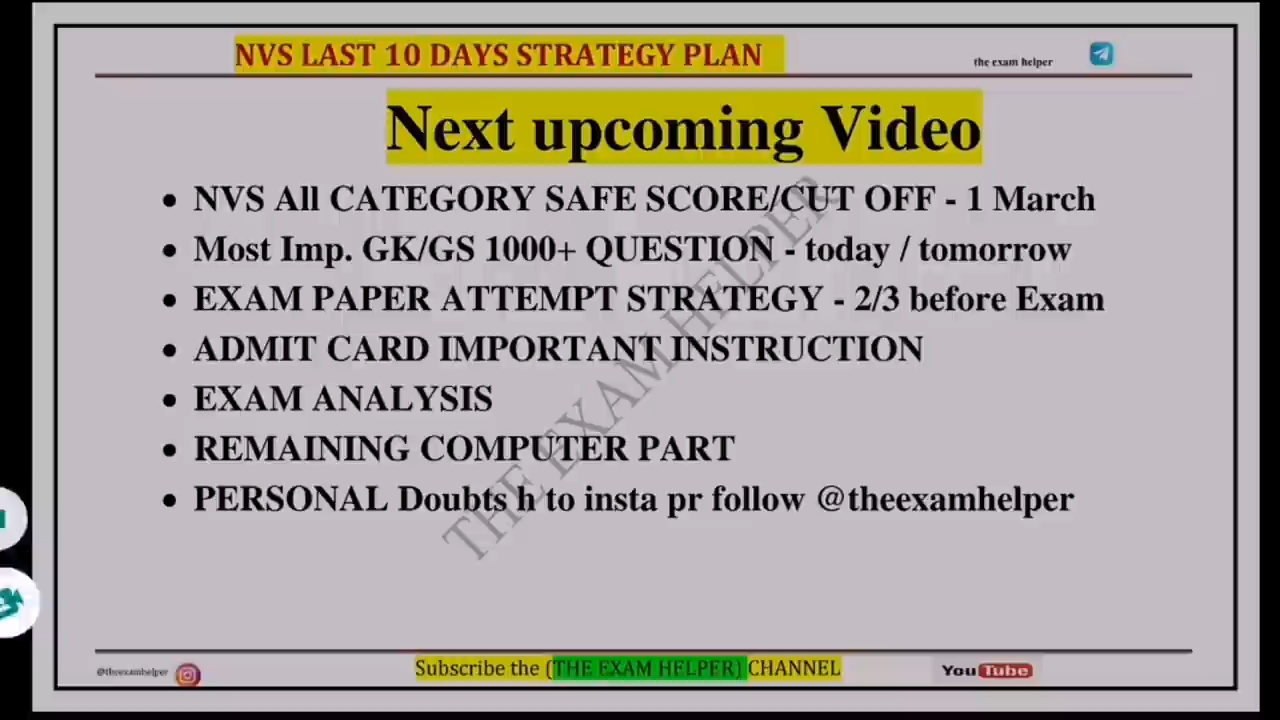 NVS LAST 10 DAYS STRATEGY PLAN
the exam helper
Next upcoming Video
• NVS All CATEGORY SAFE SCORE/CUT OFF - 1 March
• Most Imp. GK/GS 1000+ QUESTION - today / tomorrow
• EXAM PAPER ATTEMPT STRATEGY - 2/3 before Exam
• ADMIT CARD IMPORTANT INSTRUCTION
• EXAM ANALYSIS
• REMAINING COMPUTER PART
• PERSONAL Doubts h to insta pr follow @theexamhelper
THE EXAM HELPER
@theexamhelper
Subscribe the (THE EXAM HELPER) CHANNEL
YouTube